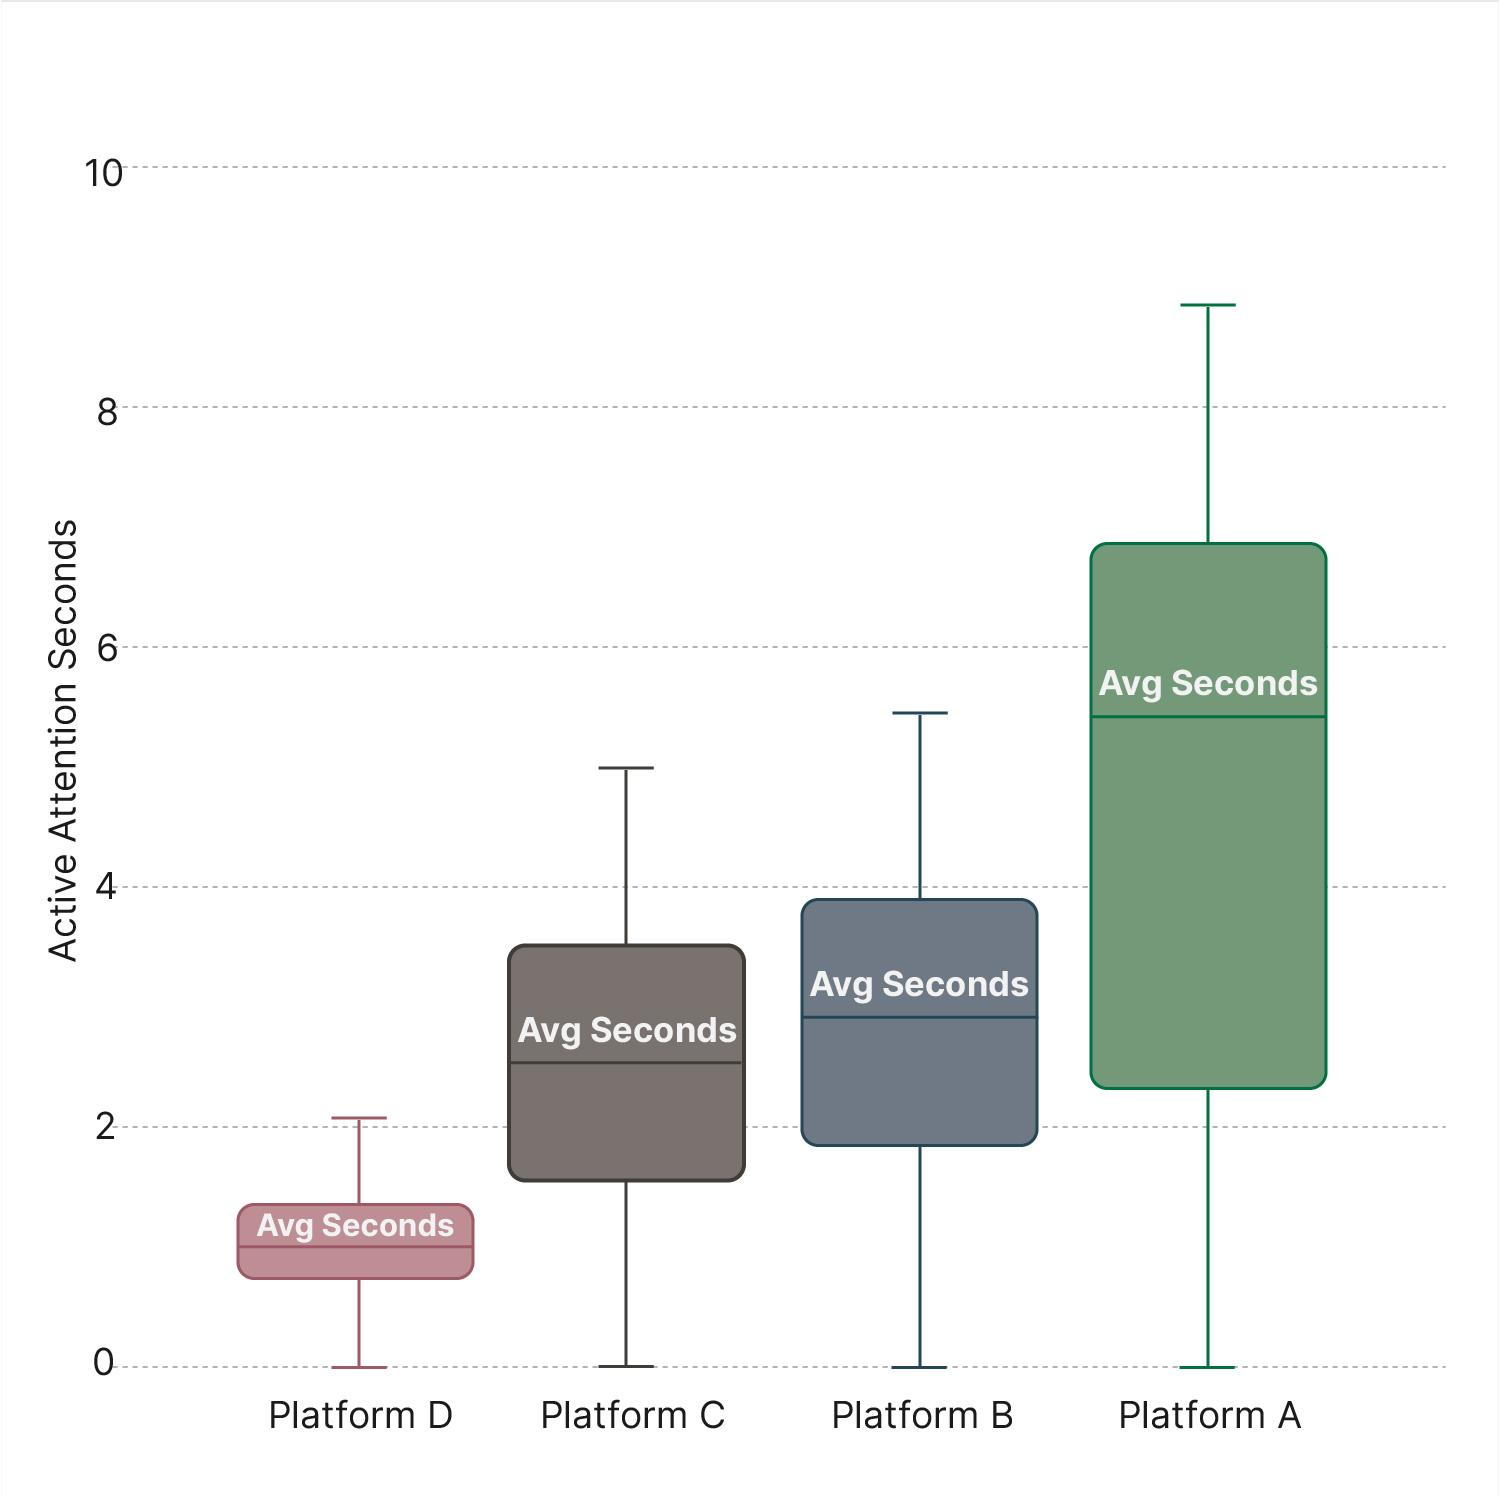 10
8
6
4
2
0
Active Attention Seconds
Avg Seconds
Avg Seconds
Avg Seconds
Avg Seconds
Platform D
Platform C
Platform B
Platform A